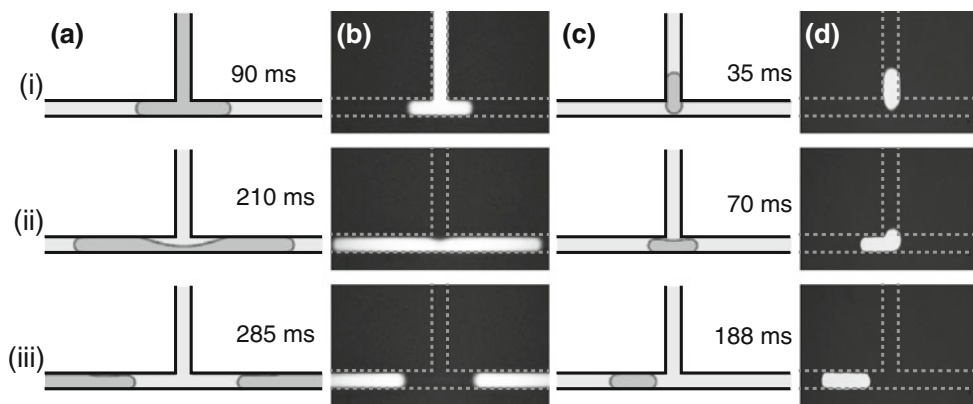 (a) (b) (c) (d)
(i) 90 ms 35 ms
(ii) 210 ms 70 ms
(iii) 285 ms 188 ms